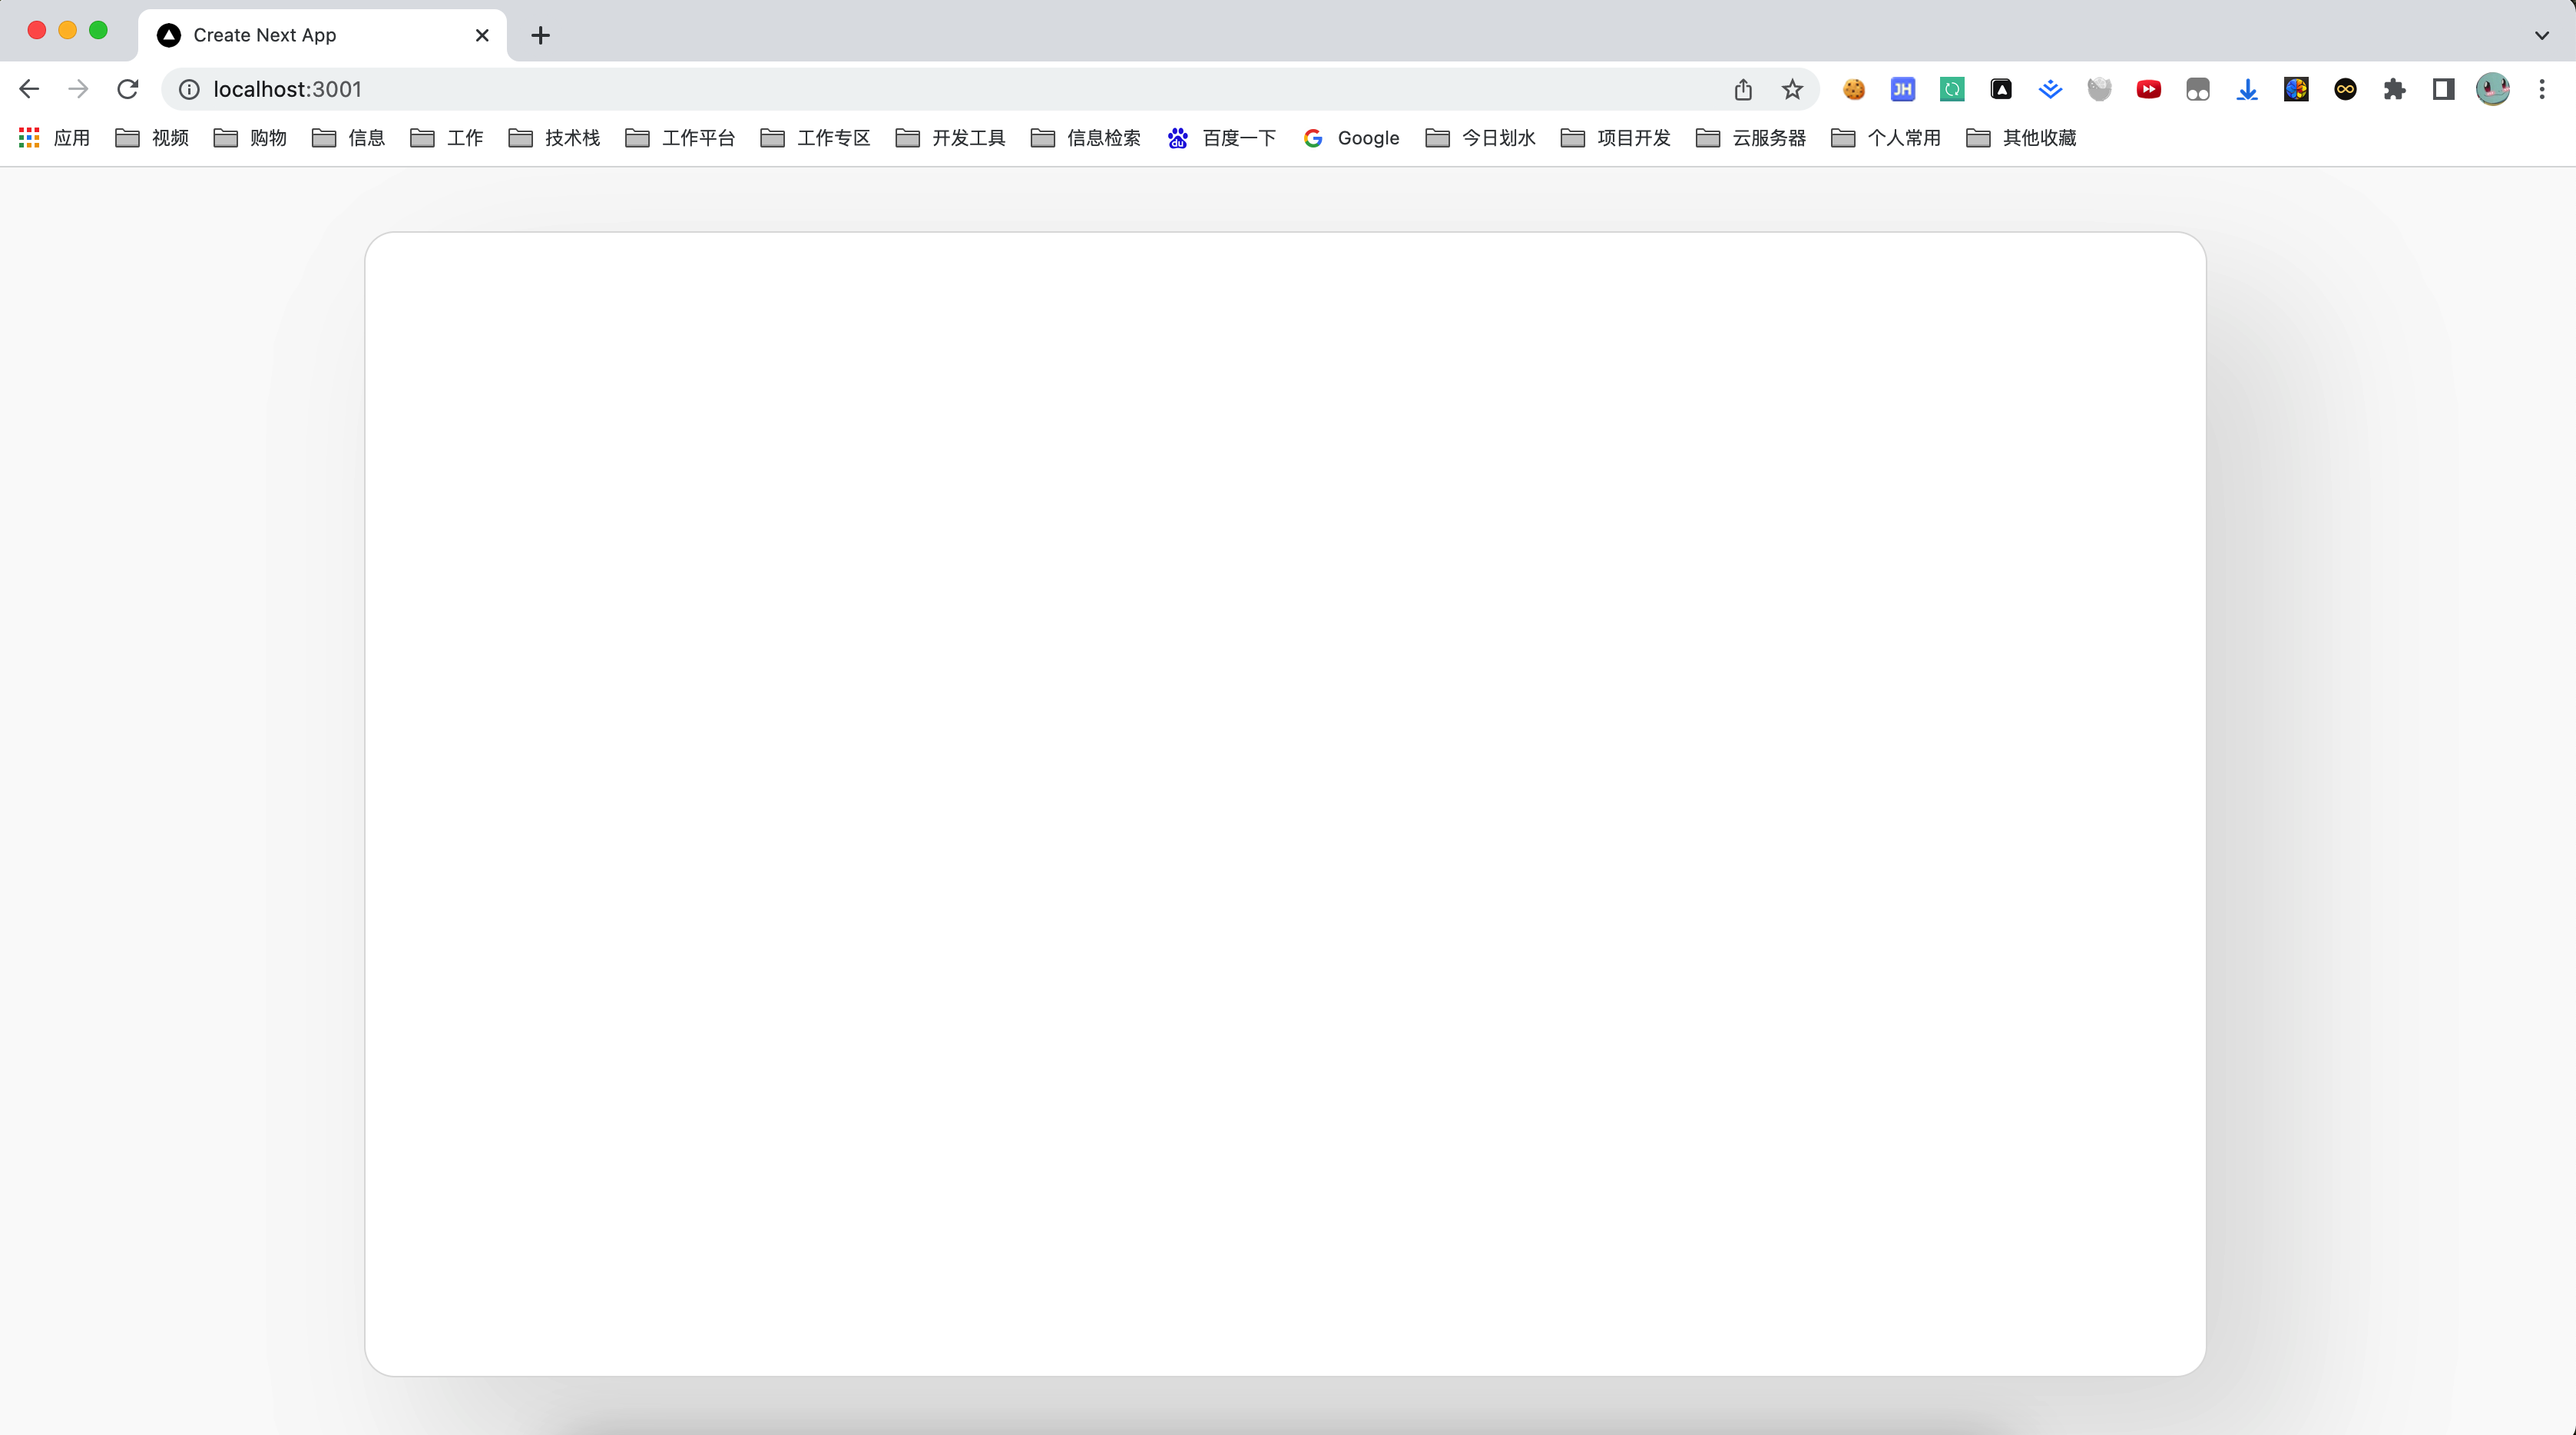 Create Next App
localhost:3001
JH
应用 视频 购物 信息 工作 技术栈 工作平台 工作专区 开发工具 信息检索 du 百度一下 G Google 今日划水 项目开发 云服务器 个人常用 其他收藏